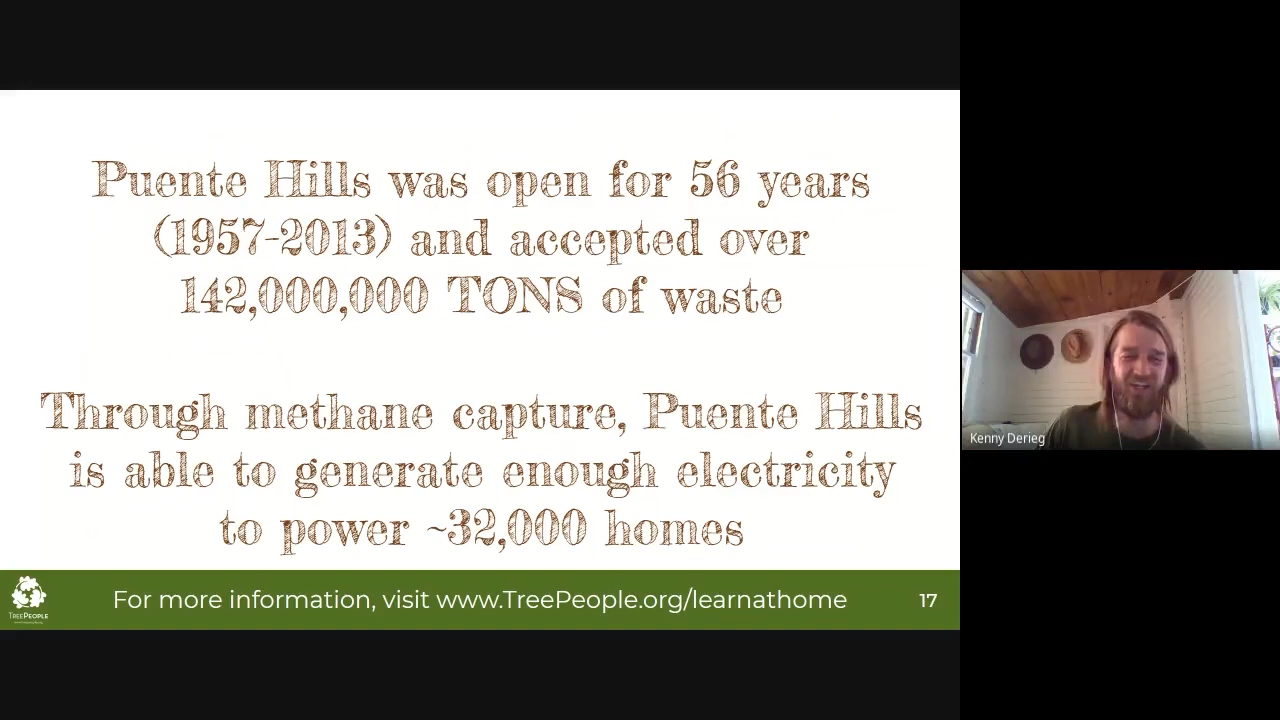 Puente Hills was open for 56 years
(1957-2013) and accepted over
142,000,000 TONS of waste
Through methane capture, Puente Hills
is able to generate enough electricity
to power ~32,000 homes
TREEPEOPLE
For more information, visit www.TreePeople.org/learnathome
17
Kenny Derieg